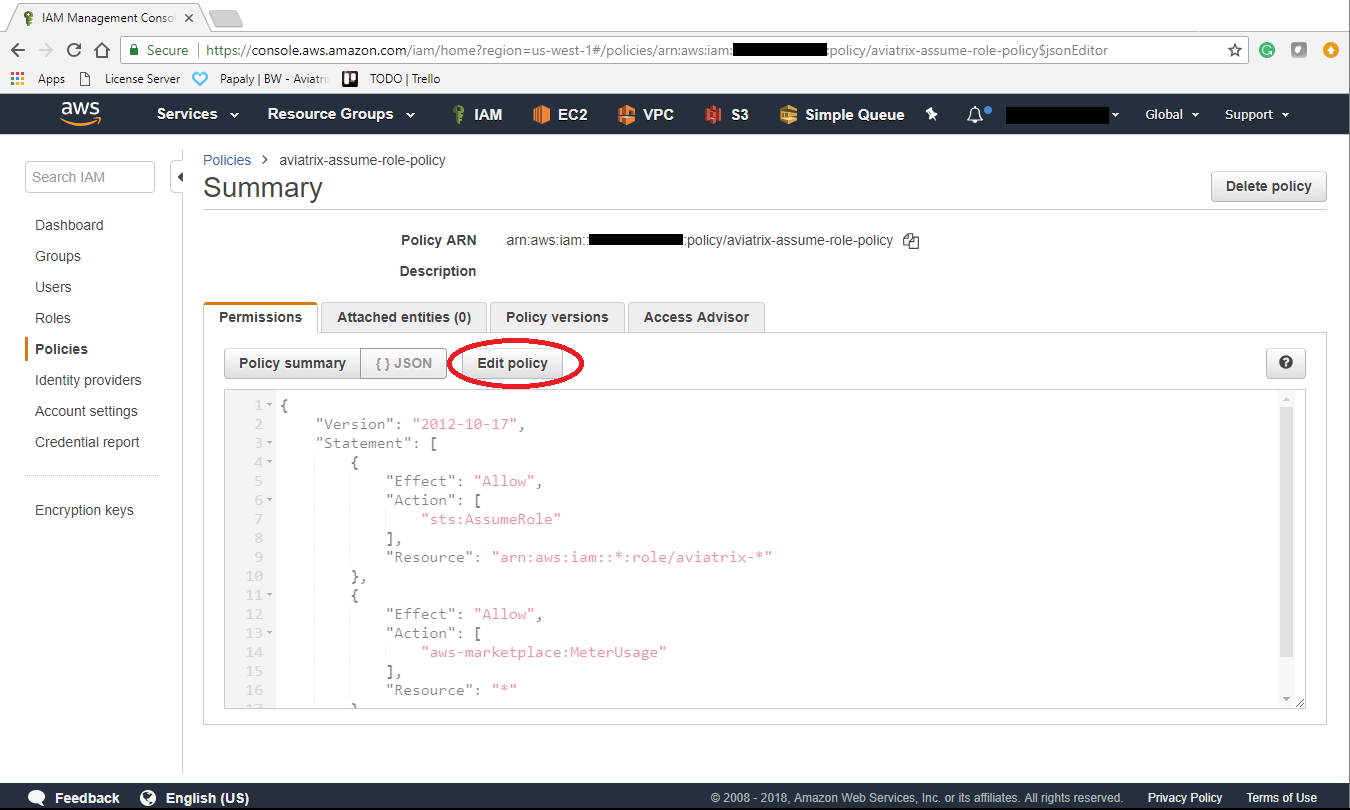 IAM Management Conso
Secure https://console.aws.amazon.com/iam/home?region=us-west-1#/policies/arn:aws:iam: :policy/aviatrix-assume-role-policy$jsonEditor
Apps License Server Papaly | BW - Aviatri TODO | Trello
aws Services Resource Groups IAM EC2 VPC S3 Simple Queue Global Support
Search IAM
Dashboard
Groups
Users
Roles
Policies
Identity providers
Account settings
Credential report
Encryption keys
Policies > aviatrix-assume-role-policy
Summary
Delete policy
Policy ARN arn:aws:iam:: :policy/aviatrix-assume-role-policy
Description
Permissions Attached entities (0) Policy versions Access Advisor
Policy summary { } JSON Edit policy ?
1 {
2 "Version": "2012-10-17",
3 "Statement": [
4 {
5 "Effect": "Allow",
6 "Action": [
7 "sts:AssumeRole"
8 ],
9 "Resource": "arn:aws:iam::*:role/aviatrix-*"
10 },
11 {
12 "Effect": "Allow",
13 "Action": [
14 "aws-marketplace:MeterUsage"
15 ],
16 "Resource": "*"
17 }
Feedback English (US) © 2008 - 2018, Amazon Web Services, Inc. or its affiliates. All rights reserved. Privacy Policy Terms of Use